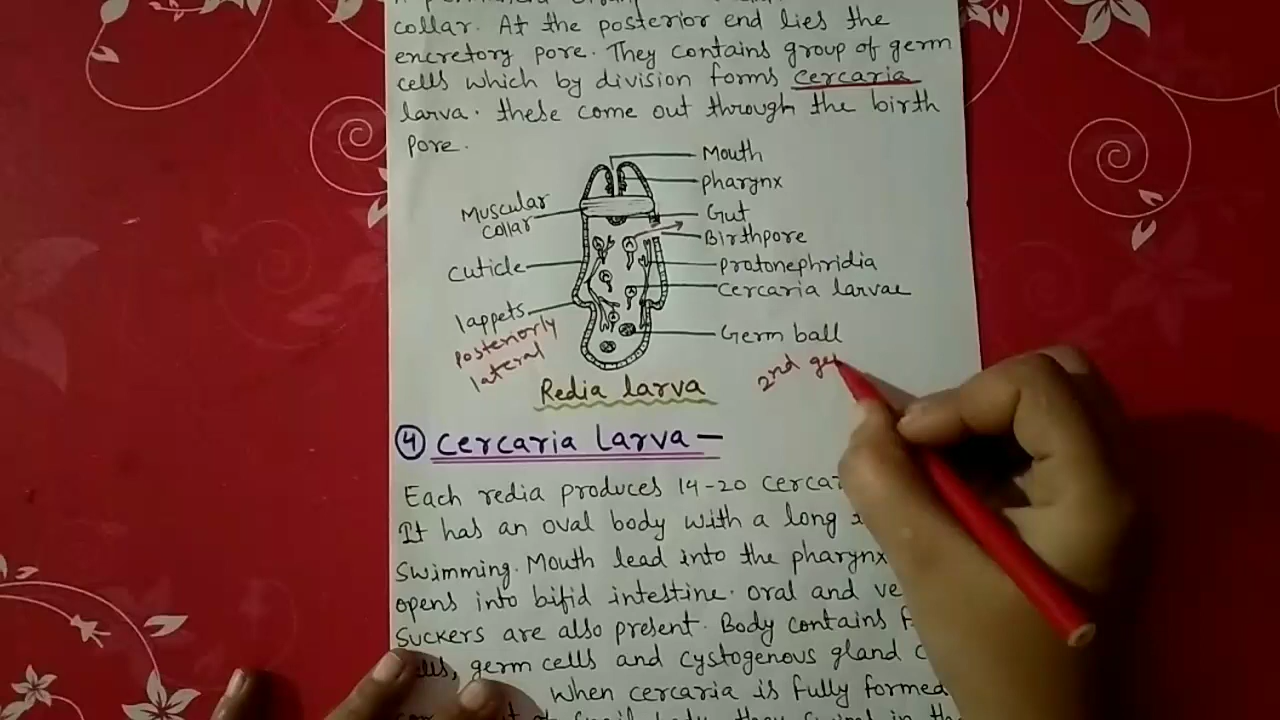 collar. At the posterior end lies the
encretory pore. They contains group of germ
cells which by division forms cercaria
larva. these come out through the birth
pore.
Mouth
pharynx
Muscular
collar
Gut
Birthpore
cuticle
protonephridia
cercaria larvae
lappets
posteriorly
lateral
Germ ball
2nd ge
Redia larva
4 cercaria Larva -
Each redia produces 14-20
It has an oval body with a long
swimming. Mouth lead into the pharynx
opens into bifid intestine. oral and
suckers are also present. Body contains
germ cells and cystogenous gland
When cercaria is fully formed